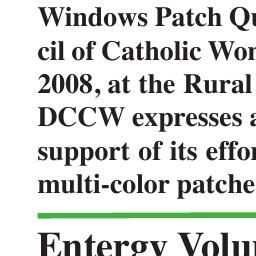 Windows Patch Qu
cil of Catholic Wor
2008, at the Rural
DCCW expresses a
support of its effor
multi-color patche
Entergy Volu